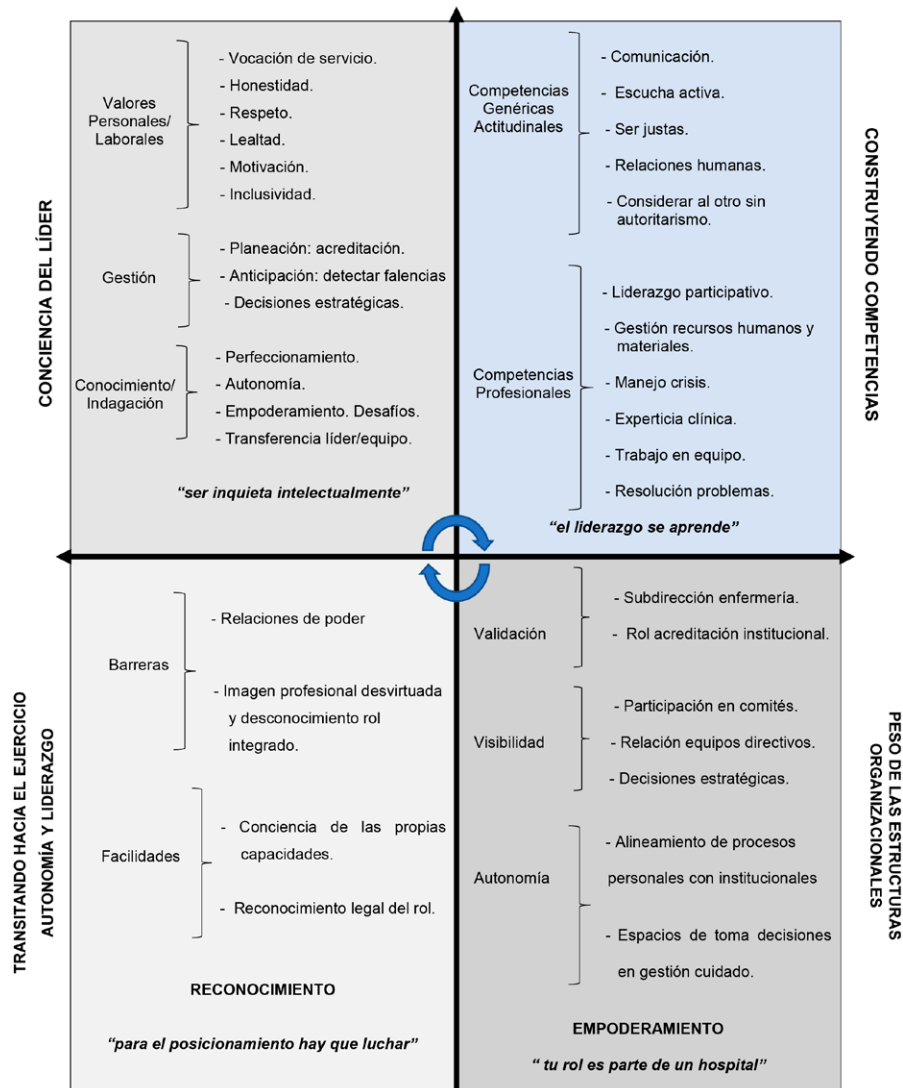 CONCIENCIA DEL LÍDER
Valores
Personales/
Laborales
- Vocación de servicio.
- Honestidad.
- Respeto.
- Lealtad.
- Motivación.
- Inclusividad.
Gestión
- Planeación: acreditación.
- Anticipación: detectar falencias
- Decisiones estratégicas.
Conocimiento/
Indagación
- Perfeccionamiento.
- Autonomía.
- Empoderamiento. Desafíos.
- Transferencia líder/equipo.
“ser inquieta intelectualmente”
CONSTRUYENDO COMPETENCIAS
Competencias
Genéricas
Actitudinales
- Comunicación.
- Escucha activa.
- Ser justas.
- Relaciones humanas.
- Considerar al otro sin
autoritarismo.
Competencias
Profesionales
- Liderazgo participativo.
- Gestión recursos humanos y
materiales.
- Manejo crisis.
- Experticia clínica.
- Trabajo en equipo.
- Resolución problemas.
“el liderazgo se aprende”
TRANSITANDO HACIA EL EJERCICIO
AUTONOMÍA Y LIDERAZGO
Barreras
- Relaciones de poder
- Imagen profesional desvirtuada
y desconocimiento rol
integrado.
Facilidades
- Conciencia de las propias
capacidades.
- Reconocimiento legal del rol.
RECONOCIMIENTO
“para el posicionamiento hay que luchar”
PESO DE LAS ESTRUCTURAS
ORGANIZACIONALES
Validación
- Subdirección enfermería.
- Rol acreditación institucional.
Visibilidad
- Participación en comités.
- Relación equipos directivos.
- Decisiones estratégicas.
Autonomía
- Alineamiento de procesos
personales con institucionales
- Espacios de toma decisiones
en gestión cuidado.
EMPODERAMIENTO
“ tu rol es parte de un hospital”